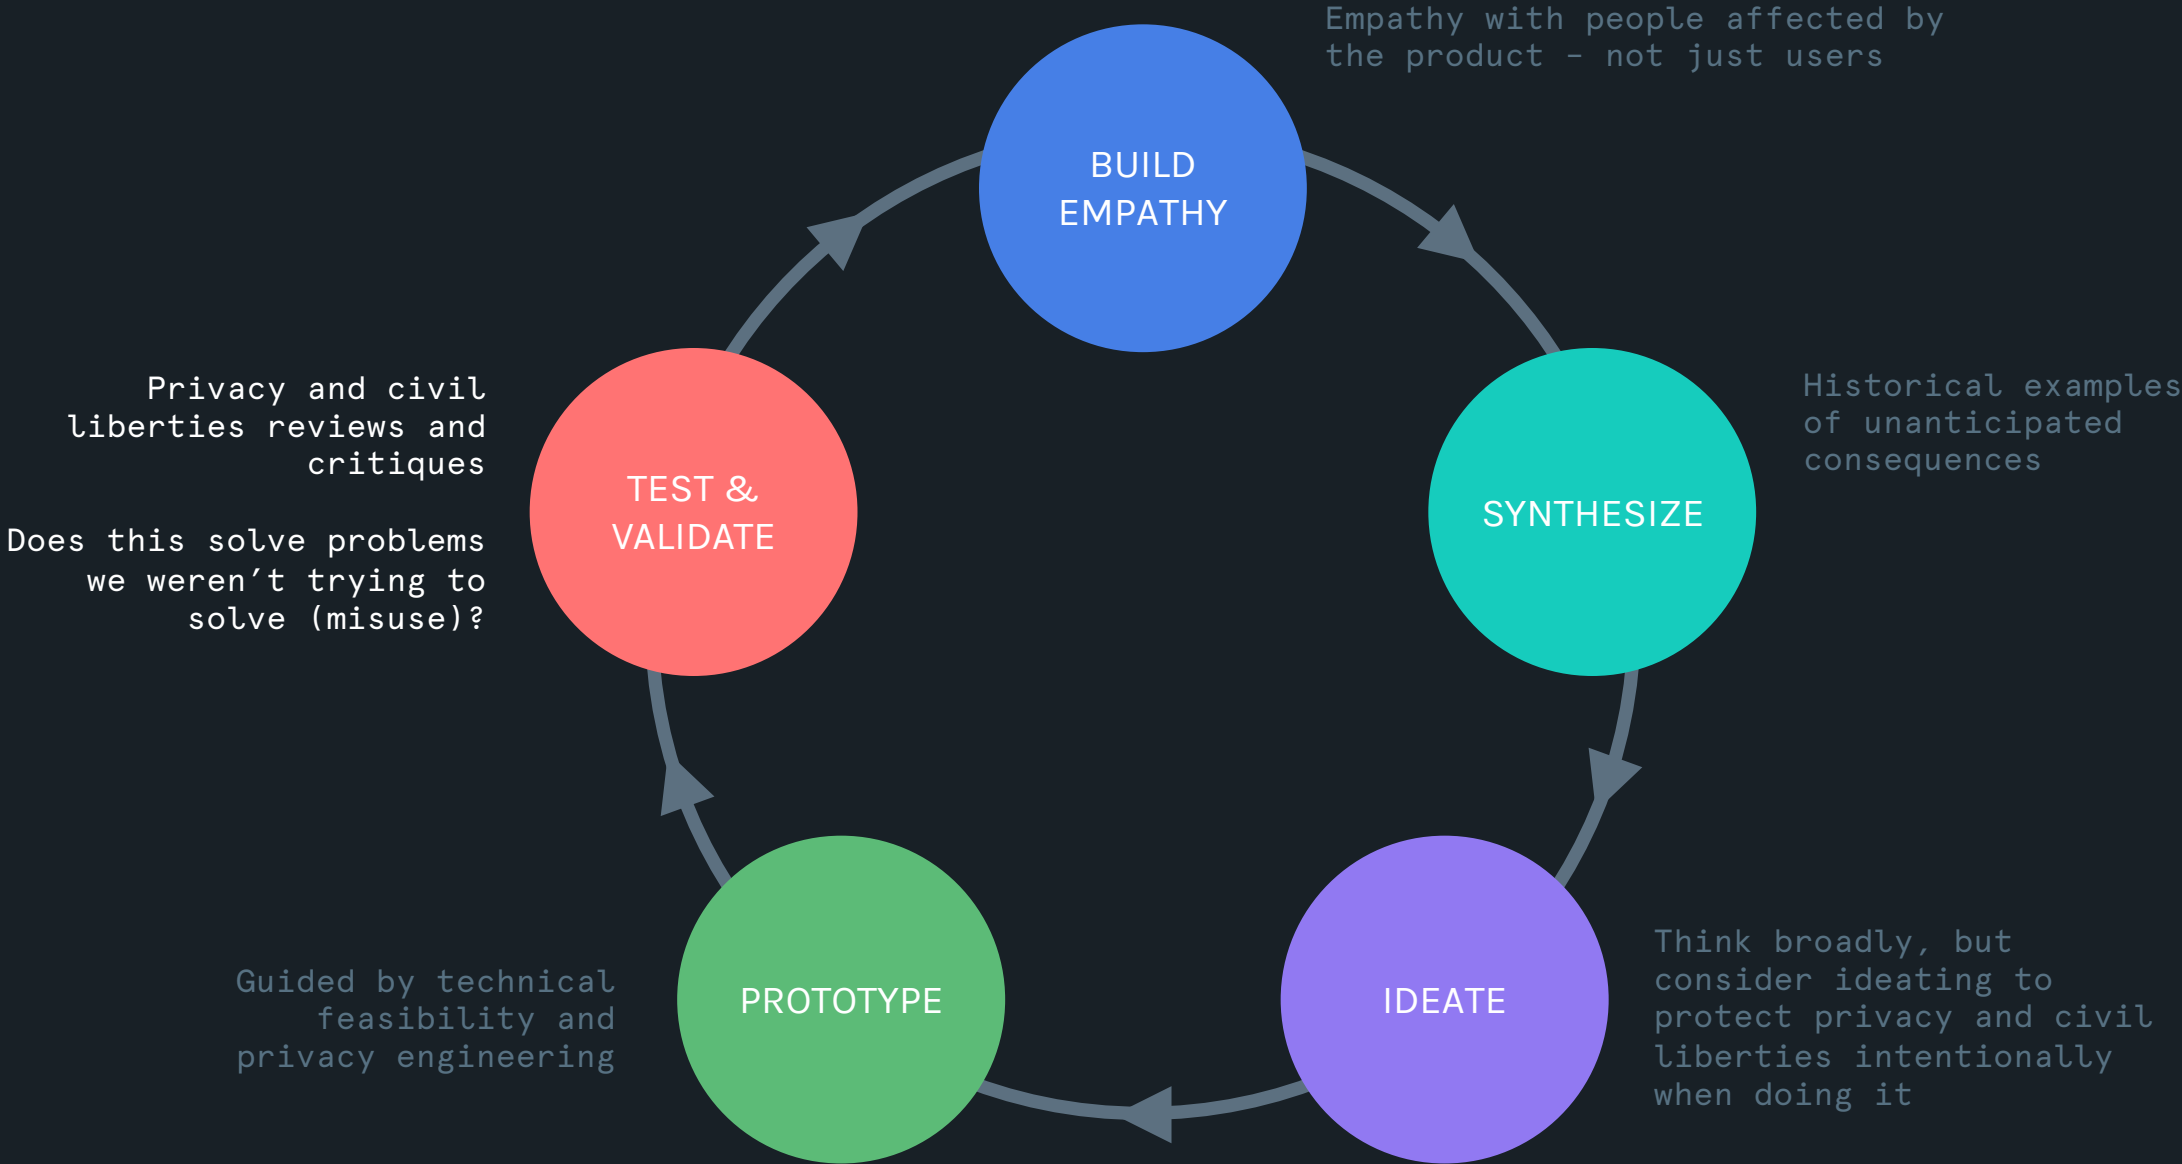 Empathy with people affected by
the product – not just users
BUILD
EMPATHY
Historical examples
of unanticipated
consequences
SYNTHESIZE
Think broadly, but
consider ideating to
protect privacy and civil
liberties intentionally
when doing it
IDEATE
PROTOTYPE
Guided by technical
feasibility and
privacy engineering
TEST &
VALIDATE
Privacy and civil
liberties reviews and
critiques
Does this solve problems
we weren’t trying to
solve (misuse)?